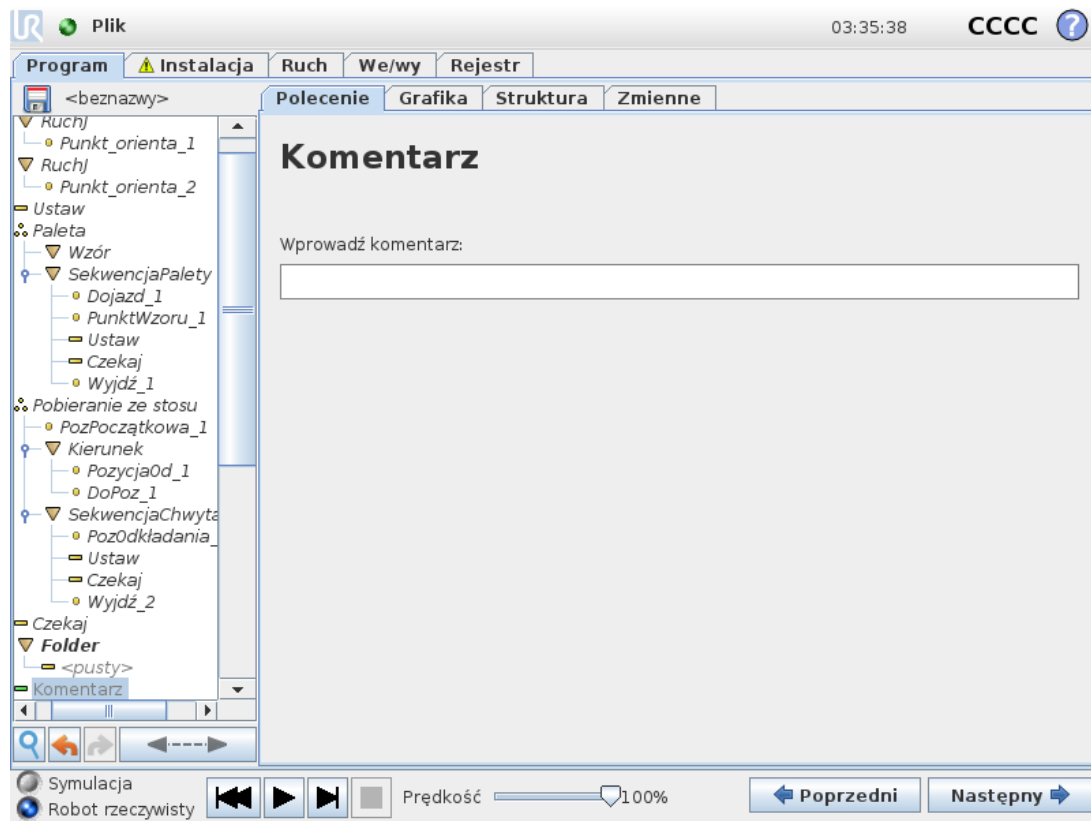 UR Plik 03:35:38 CCCC ?
Program Instalacja Ruch We/wy Rejestr
<beznazwy> Polecenie Grafika Struktura Zmienne
RuchJ
Punkt_orienta_1
RuchJ
Punkt_orienta_2
Ustaw
Paleta
Wzór
SekwencjaPalety
Dojazd_1
PunktWzoru_1
Ustaw
Czekaj
Wyjdź_1
Pobieranie ze stosu
PozPoczątkowa_1
Kierunek
PozycjaOd_1
DoPoz_1
SekwencjaChwyta
PozOdkładania_
Ustaw
Czekaj
Wyjdź_2
Czekaj
Folder
<pusty>
Komentarz
Komentarz
Wprowadź komentarz:
Symulacja
Robot rzeczywisty
Prędkość 100%
Poprzedni Następny